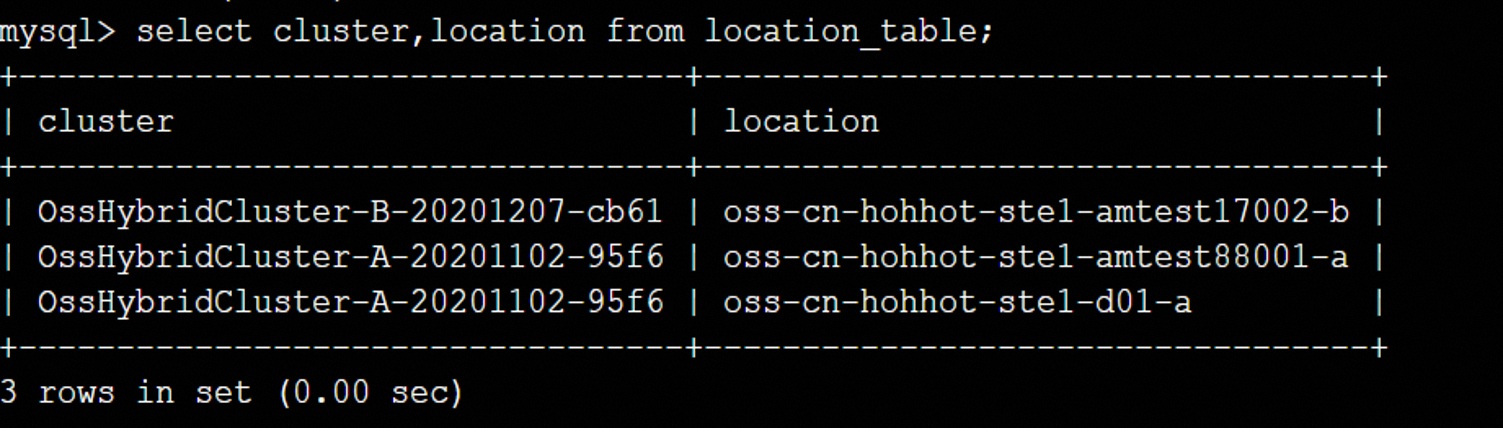 mysql> select cluster,location from location_table;
+----------------------------------+----------------------------------+
| cluster                          | location                         |
+----------------------------------+----------------------------------+
| OssHybridCluster-B-20201207-cb61 | oss-cn-hohhot-ste1-amtest17002-b |
| OssHybridCluster-A-20201102-95f6 | oss-cn-hohhot-ste1-amtest88001-a |
| OssHybridCluster-A-20201102-95f6 | oss-cn-hohhot-ste1-d01-a         |
+----------------------------------+----------------------------------+
3 rows in set (0.00 sec)